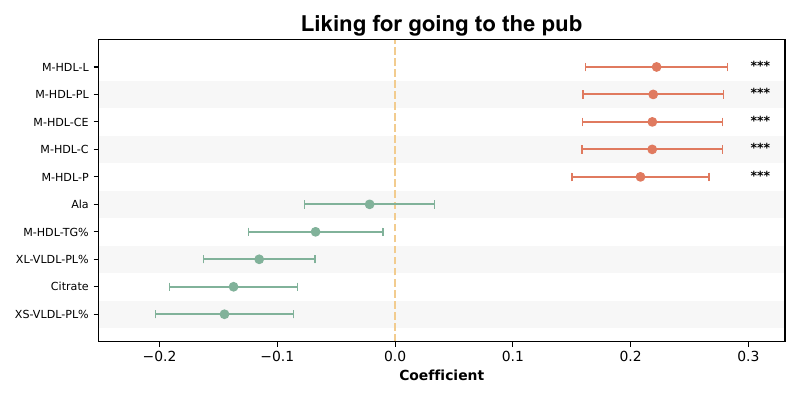 Liking for going to the pub
M-HDL-L ***
M-HDL-PL ***
M-HDL-CE ***
M-HDL-C ***
M-HDL-P ***
Ala
M-HDL-TG%
XL-VLDL-PL%
Citrate
XS-VLDL-PL%
−0.2 −0.1 0.0 0.1 0.2 0.3
Coefficient